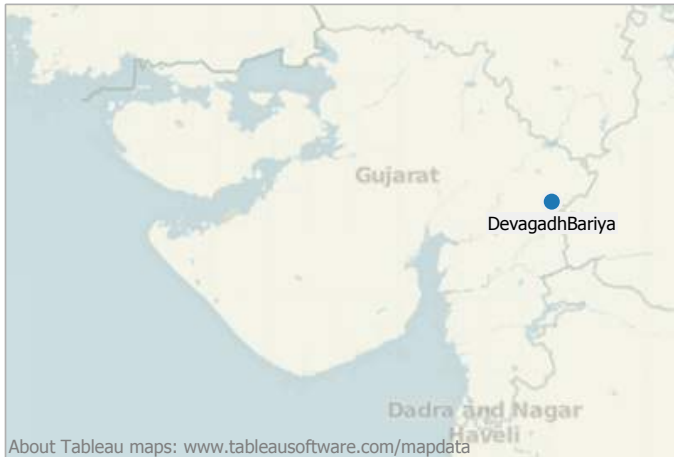 Gujarat
DevagadhBariya
Dadra and Nagar
Haveli
About Tableau maps: www.tableausoftware.com/mapdata